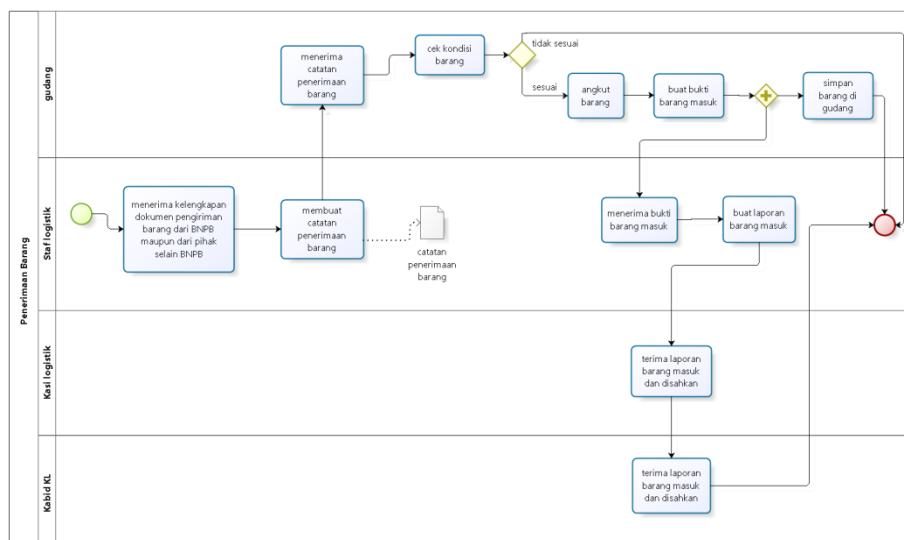 Penerimaan Barang
gudang
menerima
catatan
penerimaan
barang
cek kondisi
barang
tidak sesuai
sesuai
angkut
barang
buat bukti
barang masuk
simpan
barang di
gudang
Staf logistik
menerima kelengkapan
dokumen pengiriman
barang dari BNPB
maupun dari pihak
selain BNPB
membuat
catatan
penerimaan
barang
catatan
penerimaan
barang
menerima bukti
barang masuk
buat laporan
barang masuk
Kasi logistik
terima laporan
barang masuk
dan disahkan
Kabid KL
terima laporan
barang masuk
dan disahkan